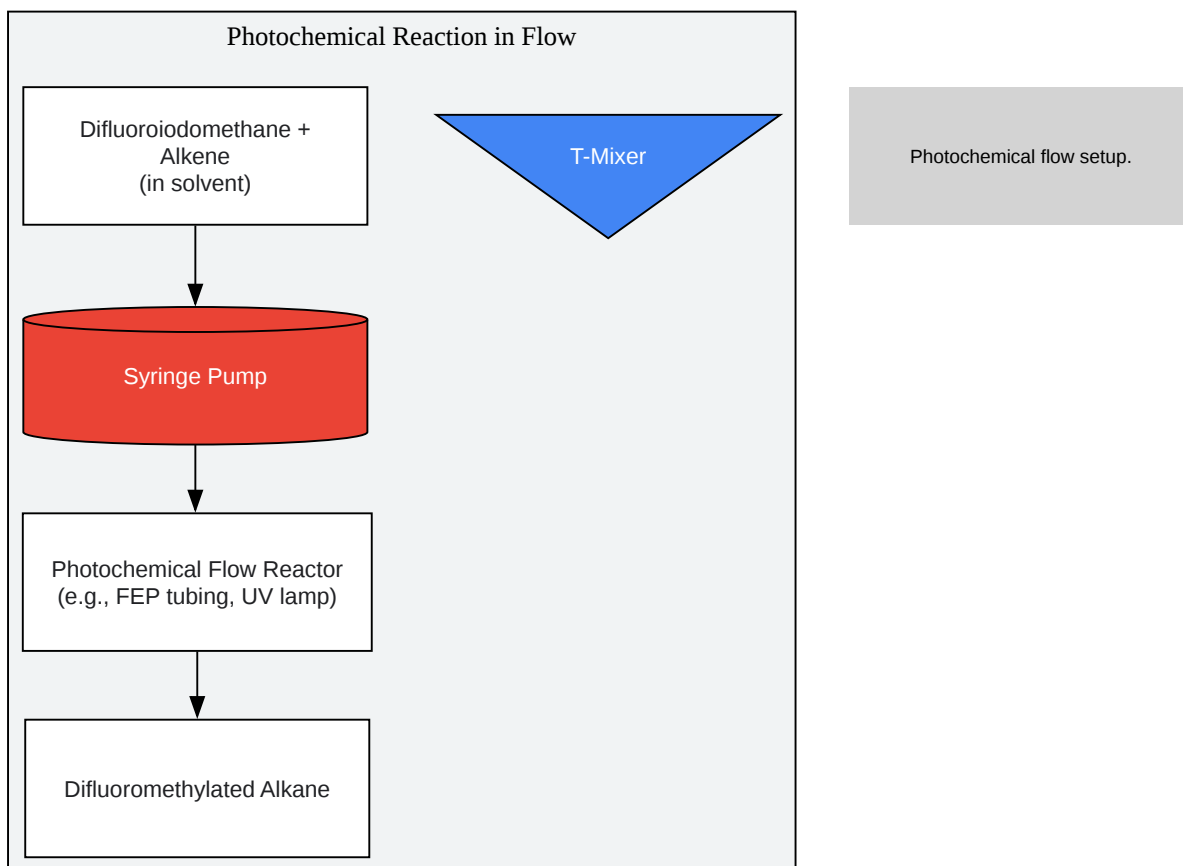 Photochemical Reaction in Flow
Difluoroiodomethane +
Alkene
(in solvent)
T-Mixer
Photochemical flow setup.
Syringe Pump
Photochemical Flow Reactor
(e.g., FEP tubing, UV lamp)
Difluoromethylated Alkane